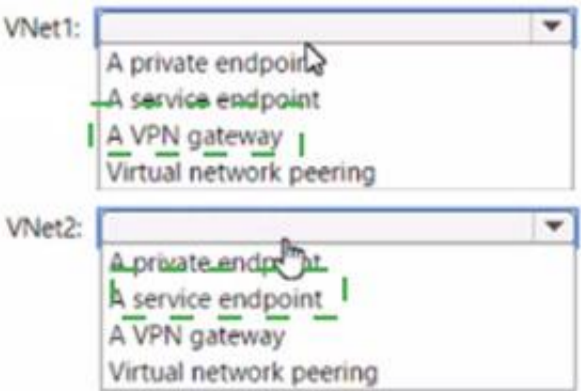 VNet1:
A private endpoint
A service endpoint
A VPN gateway
Virtual network peering
VNet2:
A private endpoint
A service endpoint
A VPN gateway
Virtual network peering